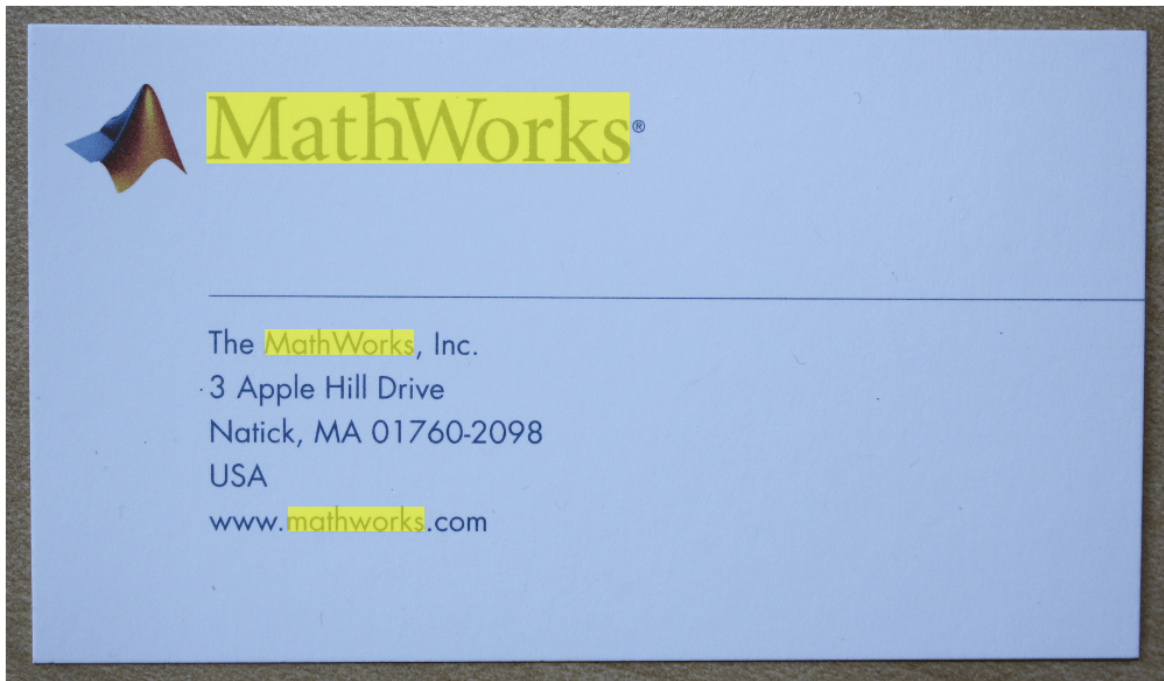 MathWorks®
The MathWorks, Inc.
3 Apple Hill Drive
Natick, MA 01760-2098
USA
www.mathworks.com